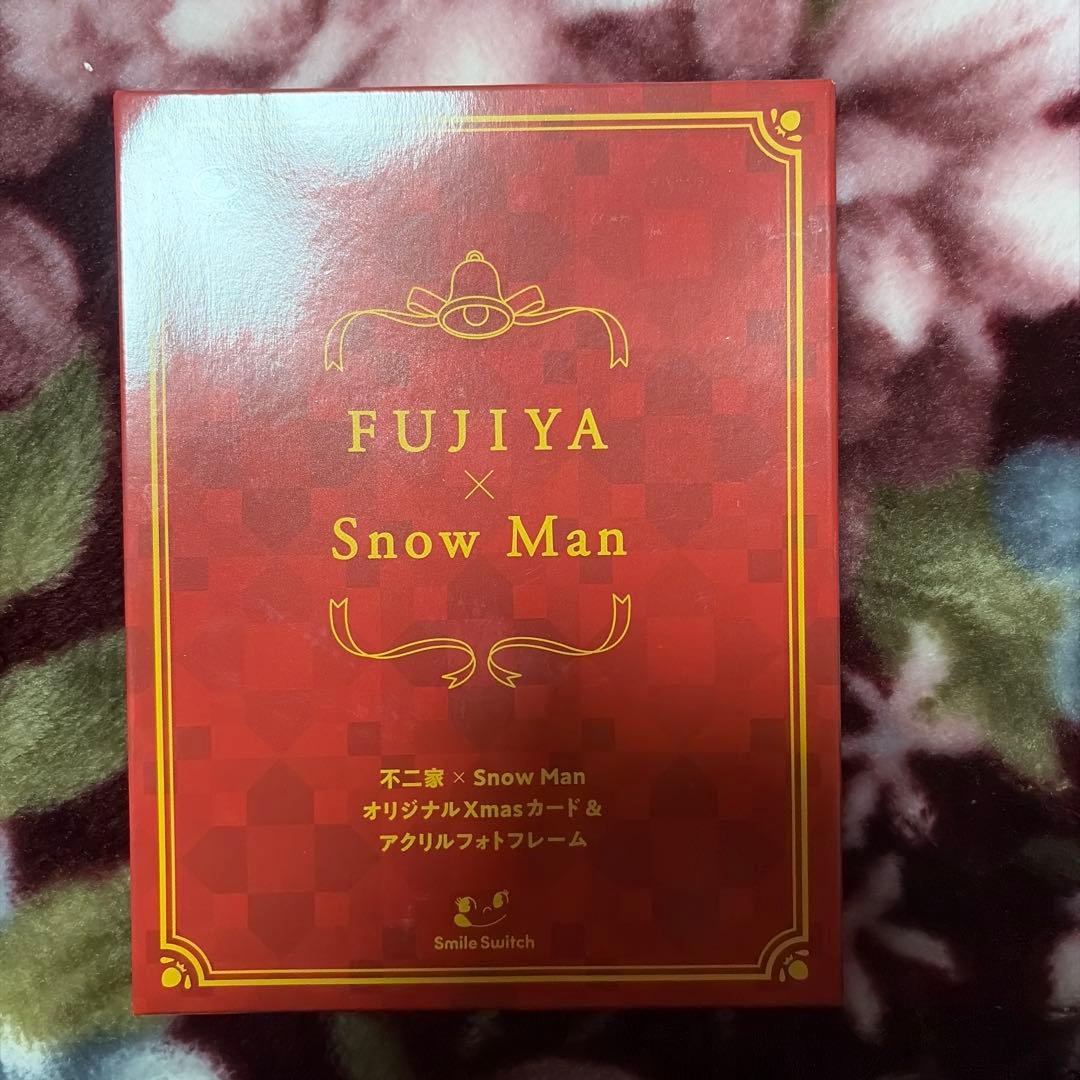 FUJIYA
×
Snow Man
不二家 × Snow Man
オリジナルXmasカード&
アクリルフォトフレーム
Smile Switch